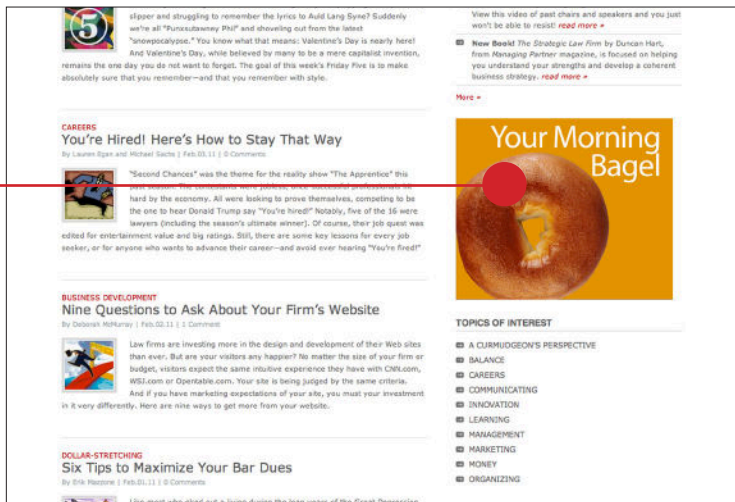 5
slipper and struggling to remember the lyrics to Auld Lang Syne? Suddenly
we're all "Punxsutawney Phil" and shoveling out from the latest
"snowpocalypse." You know what that means: Valentine's Day is nearly here!
And Valentine's Day, while believed by many to be a mere capitalist invention,
remains the one day you do not want to forget. The goal of this week's Friday Five is to make
absolutely sure that you remember—and that you remember with style.
CAREERS
You're Hired! Here's How to Stay That Way
By Lauren Egan and Michael Sachs | Feb.03.11 | 0 Comments
"Second Chances" was the theme for the reality show "The Apprentice" this
past season. The contestants were jobless, once-successful professionals hit
hard by the economy. All were looking to prove themselves, competing to be
the one to hear Donald Trump say "You're hired!" Notably, five of the 16 were
lawyers (including the season's ultimate winner). Of course, their job quest was
edited for entertainment value and big ratings. Still, there are some key lessons for every job
seeker, or for anyone who wants to advance their career—and avoid ever hearing "You're fired!"
BUSINESS DEVELOPMENT
Nine Questions to Ask About Your Firm's Website
By Deborah McMurray | Feb.02.11 | 1 Comment
Law firms are investing more in the design and development of their Web sites
than ever. But are your visitors any happier? No matter the size of your firm or
budget, visitors expect the same intuitive experience they have with CNN.com,
WSJ.com or Opentable.com. Your site is being judged by the same criteria.
And if you have marketing expectations of your site, you must your investment
in it very differently. Here are nine ways to get more from your website.
DOLLAR-STRETCHING
Six Tips to Maximize Your Bar Dues
By Erik Mazzone | Feb.01.11 | 0 Comments
View this video of past chairs and speakers and you just
won't be able to resist! read more »
New Book! The Strategic Law Firm by Duncan Hart,
from Managing Partner magazine, is focused on helping
you understand your strengths and develop a coherent
business strategy. read more »
More »
Your Morning
Bagel
TOPICS OF INTEREST
A CURMUDGEON'S PERSPECTIVE
BALANCE
CAREERS
COMMUNICATING
INNOVATION
LEARNING
MANAGEMENT
MARKETING
MONEY
ORGANIZING